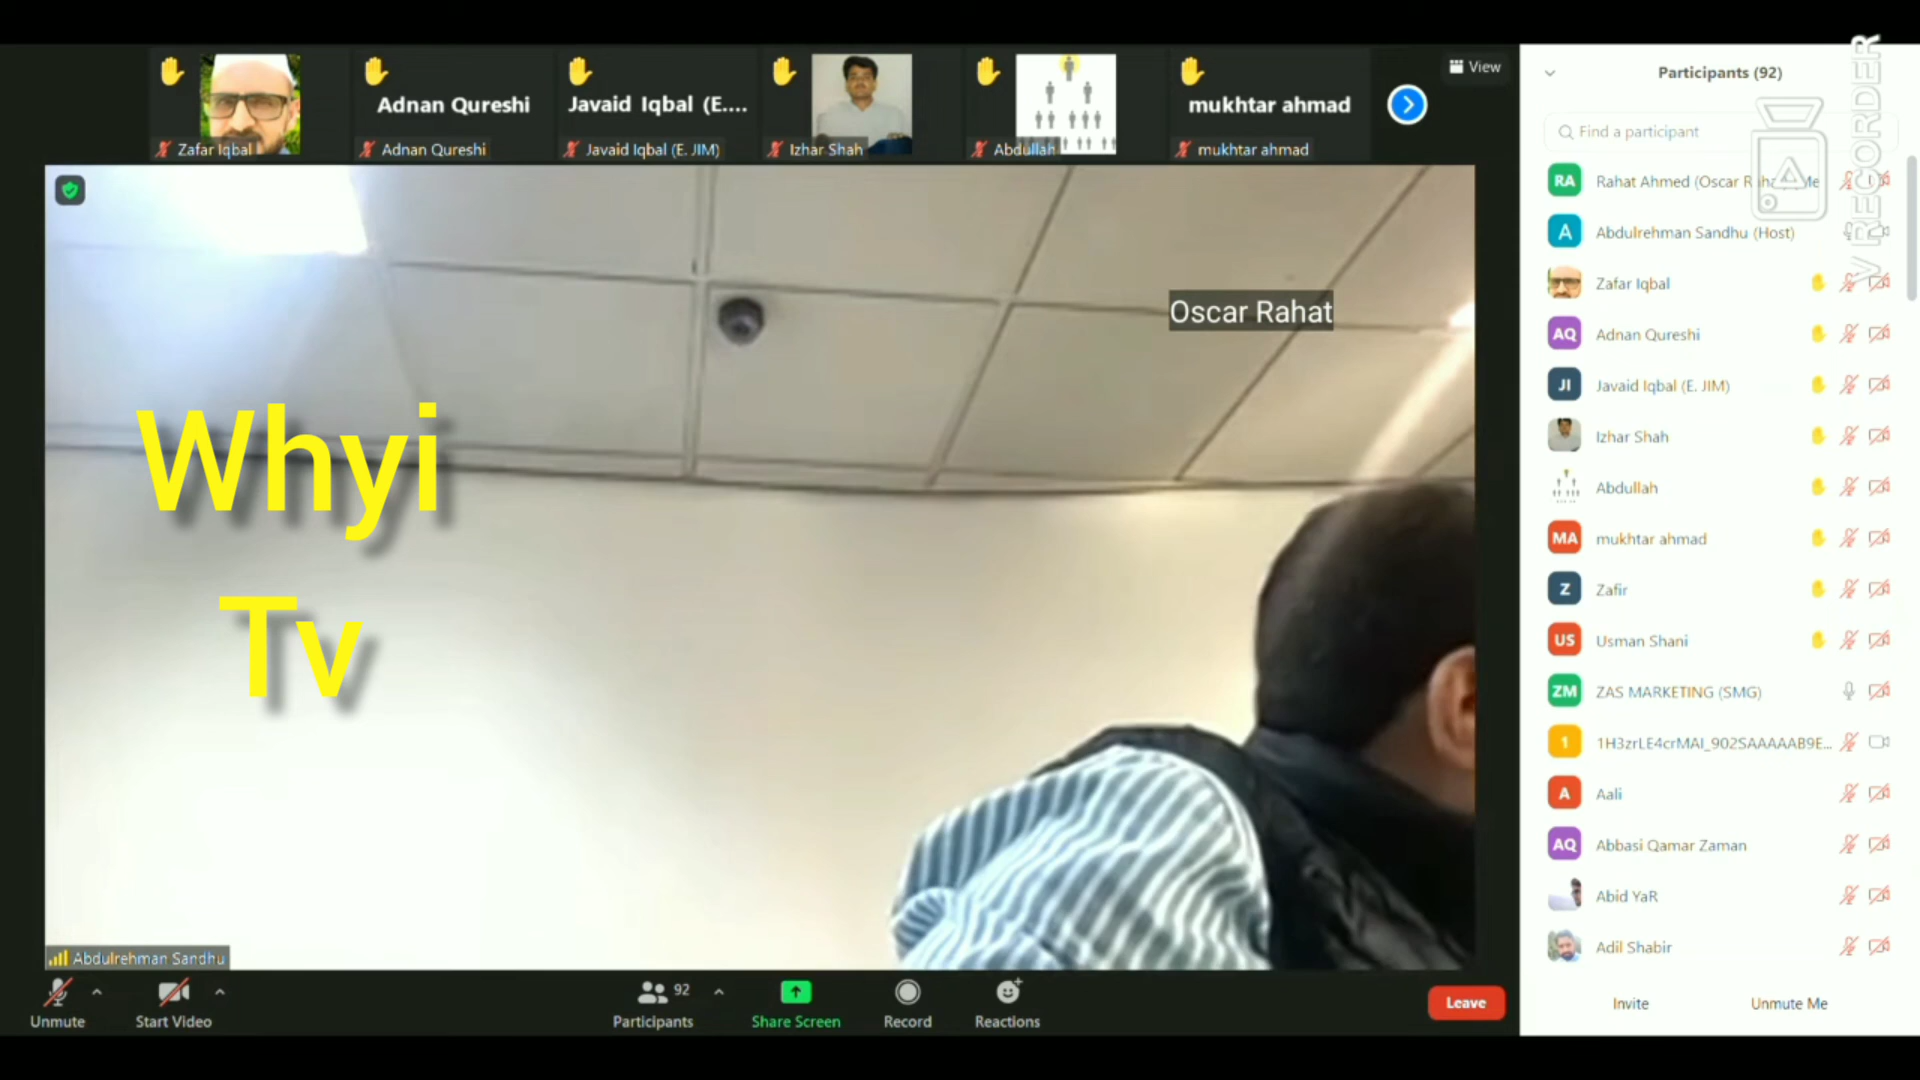 View
Adnan Qureshi
Javaid Iqbal (E....
mukhtar ahmad
Zafar Iqbal
Adnan Qureshi
Javaid Iqbal (E. JIM)
Izhar Shah
Abdullah
mukhtar ahmad
Oscar Rahat
Whyi
Tv
Abdulrehman Sandhu
Unmute
Start Video
92
Participants
Share Screen
Record
Reactions
Leave
Participants (92)
Find a participant
V RECORDER
RA
Rahat Ahmed (Oscar Rahat) (Me
A
Abdulrehman Sandhu (Host)
Zafar Iqbal
AQ
Adnan Qureshi
JI
Javaid Iqbal (E. JIM)
Izhar Shah
Abdullah
MA
mukhtar ahmad
Z
Zafir
US
Usman Shani
ZM
ZAS MARKETING (SMG)
1
1H3zrLE4crMAI_902SAAAAAB9E...
A
Aali
AQ
Abbasi Qamar Zaman
Abid YaR
Adil Shabir
Invite
Unmute Me